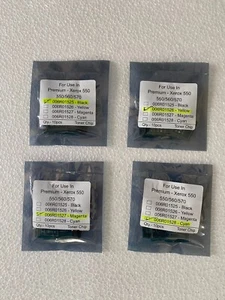 For Use In
Premium - Xerox 550
550/560/570
006R01525 - Black
006R01526 - Yellow
006R01527 - Magenta
006R01528 - Cyan
Qty : 10pcs Toner Chip
For Use In
Premium - Xerox 550
550/560/570
006R01525 - Black
006R01526 - Yellow
006R01527 - Magenta
006R01528 - Cyan
Qty : 10pcs Toner Chip
For Use In
Premium - Xerox 550
550/560/570
006R01525 - Black
006R01526 - Yellow
006R01527 - Magenta
006R01528 - Cyan
Qty : 10pcs Toner Chip
For Use In
Premium - Xerox 550
550/560/570
006R01525 - Black
006R01526 - Yellow
006R01527 - Magenta
006R01528 - Cyan
Qty : 10pcs Toner Chip